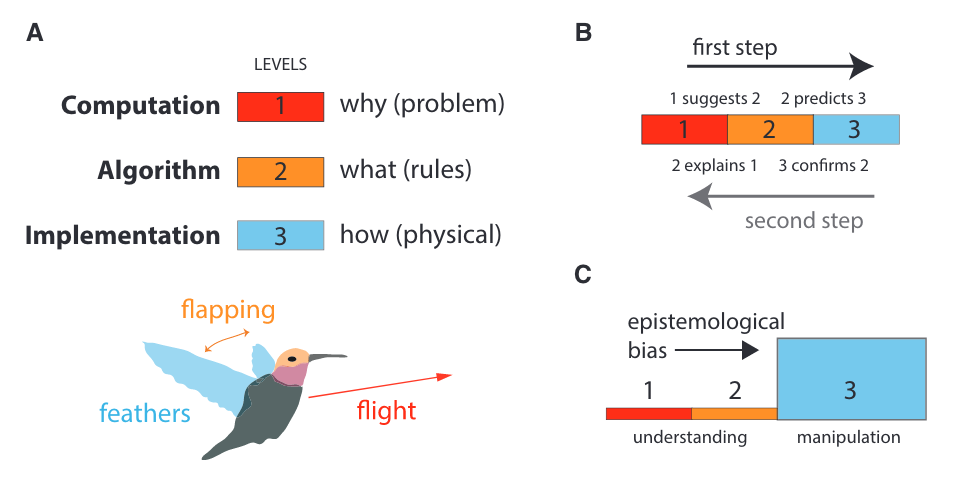 A
LEVELS
Computation 1 why (problem)
Algorithm 2 what (rules)
Implementation 3 how (physical)
flapping
feathers
flight
B
first step
1 suggests 2 2 predicts 3
1 2 3
2 explains 1 3 confirms 2
second step
C
epistemological
bias
1 2 3
understanding manipulation